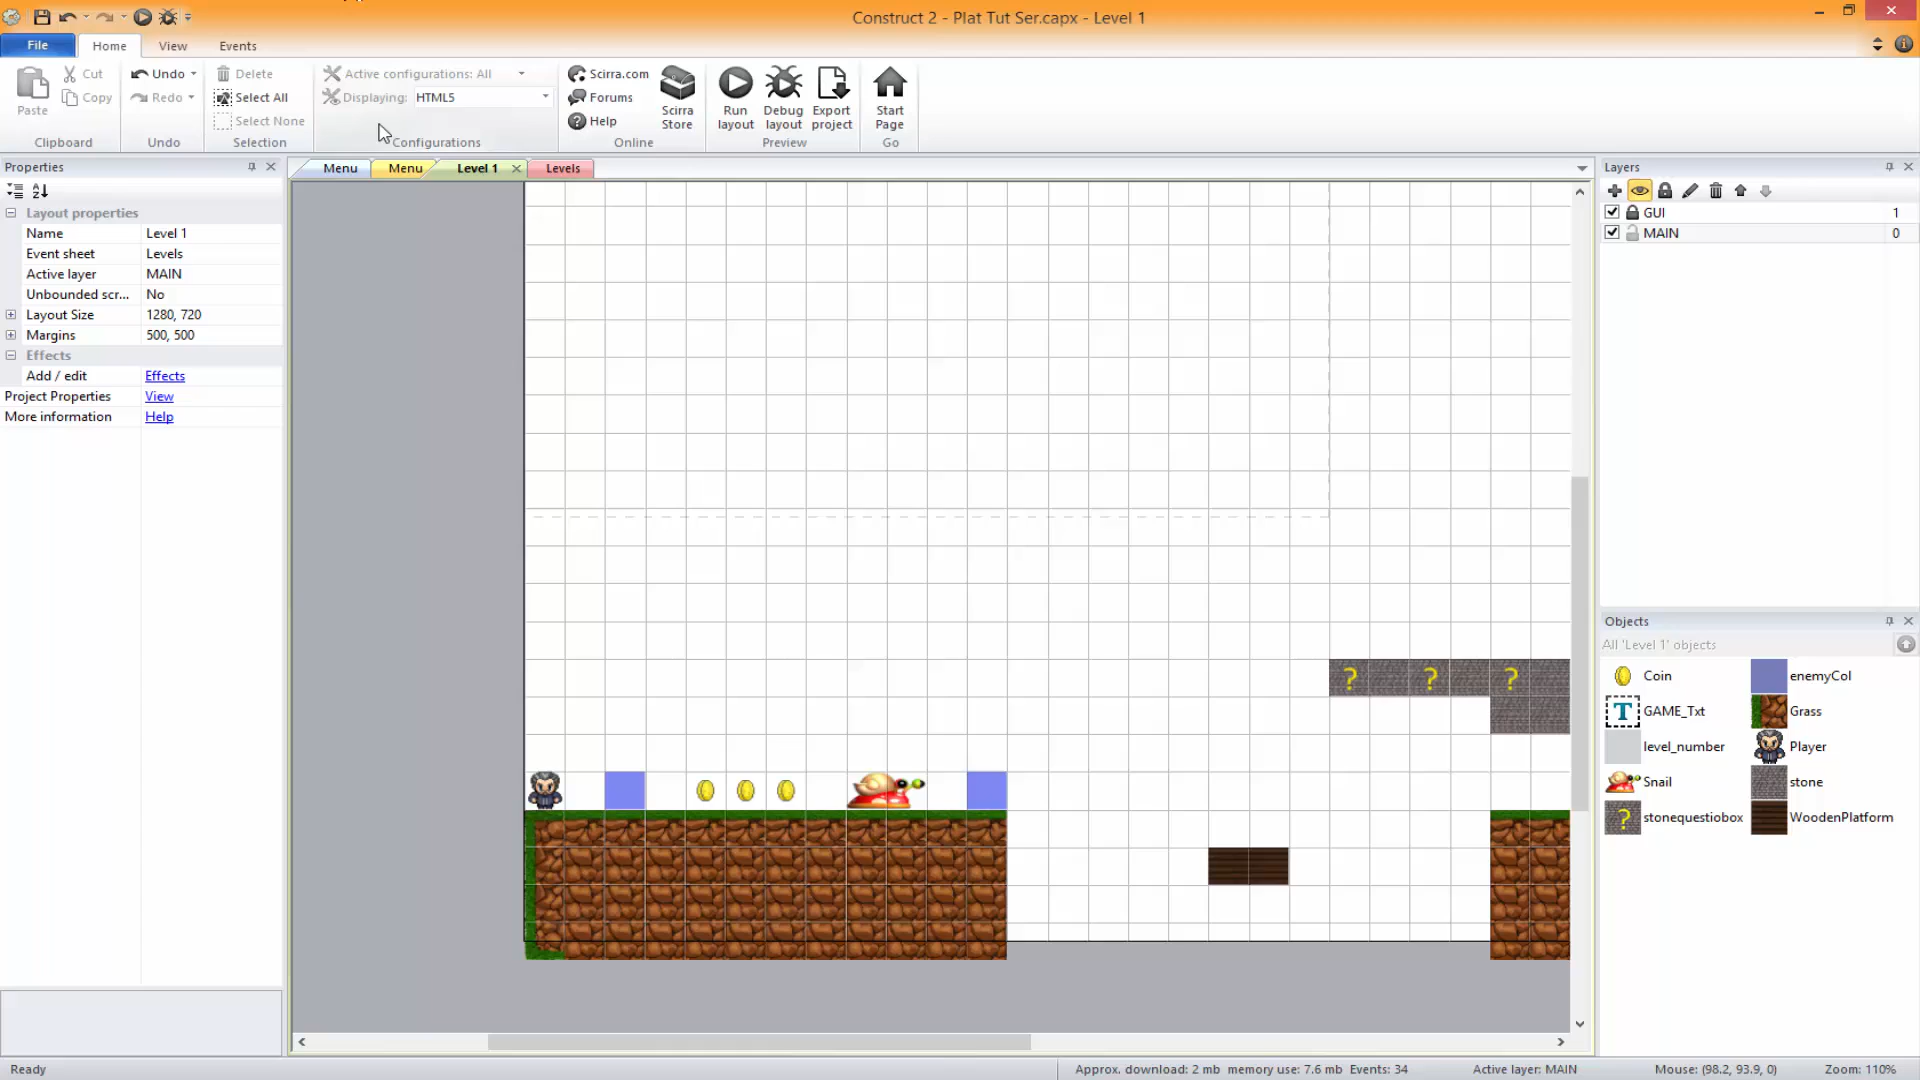 Construct 2 - Plat Tut Ser.capx - Level 1
File Home View Events
Paste Cut Copy
Clipboard
Undo
Redo
Undo
Delete
Select All
Select None
Selection
Active configurations: All
Displaying: HTML5
Configurations
Scirra.com
Forums
Help
Scirra Store
Online
Run layout
Debug layout
Export project
Preview
Start Page
Go
Properties
Menu Menu Level 1 Levels
Layout properties
Name Level 1
Event sheet Levels
Active layer MAIN
Unbounded scr... No
Layout Size 1280, 720
Margins 500, 500
Effects
Add / edit Effects
Project Properties View
More information Help
Layers
GUI 1
MAIN 0
? ? ?
Objects
All 'Level 1' objects
Coin enemyCol
T GAME_Txt Grass
level_number Player
Snail stone
? stonequestiobox WoodenPlatform
Ready
Approx. download: 2 mb memory use: 7.6 mb Events: 34 Active layer: MAIN Mouse: (98.2, 93.9, 0) Zoom: 110%